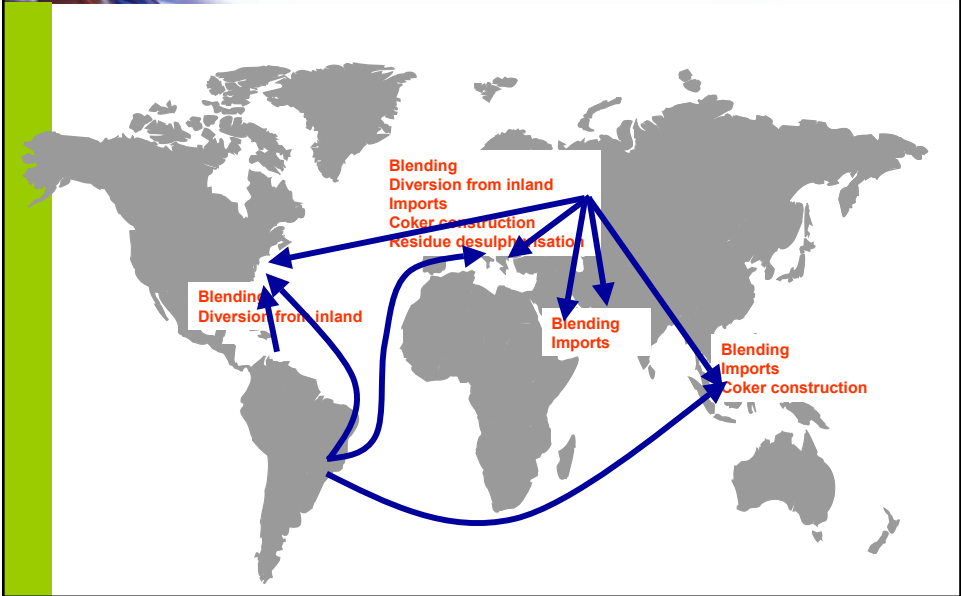 Blending
Diversion from inland
Imports
Coker construction
Residue desulphurisation
Blending
Diversion from inland
Blending
Imports
Blending
Imports
Coker construction